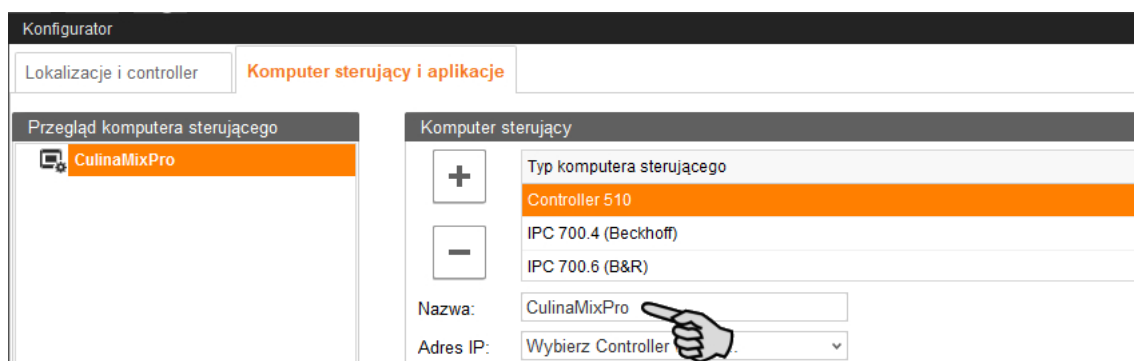 Konfigurator
Lokalizacje i controller
Komputer sterujący i aplikacje
Przegląd komputera sterującego
CulinaMixPro
Komputer sterujący
Typ komputera sterującego
Controller 510
IPC 700.4 (Beckhoff)
IPC 700.6 (B&R)
Nazwa: CulinaMixPro
Adres IP: Wybierz Controller